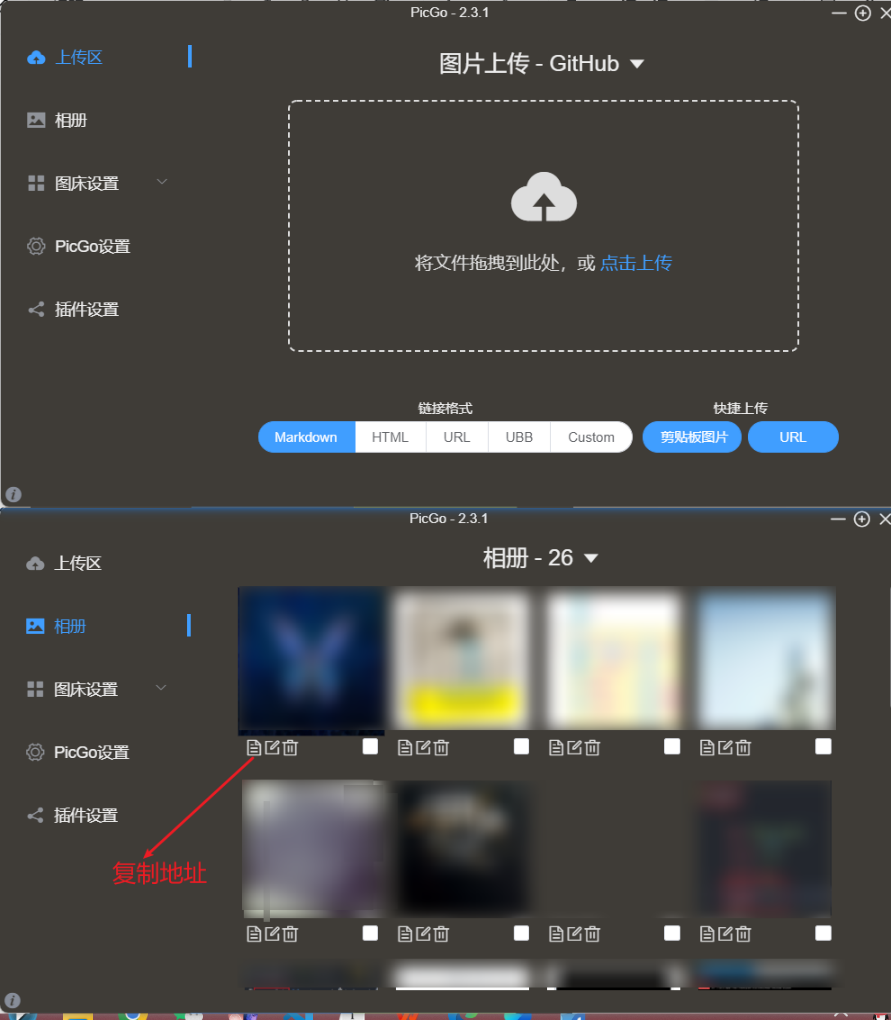 PicGo - 2.3.1
上传区
图片上传 - GitHub
相册
图床设置
PicGo设置
将文件拖拽到此处，或 点击上传
插件设置
链接格式
快捷上传
Markdown
HTML
URL
UBB
Custom
剪贴板图片
URL
PicGo - 2.3.1
上传区
相册 - 26
相册
图床设置
PicGo设置
插件设置
复制地址